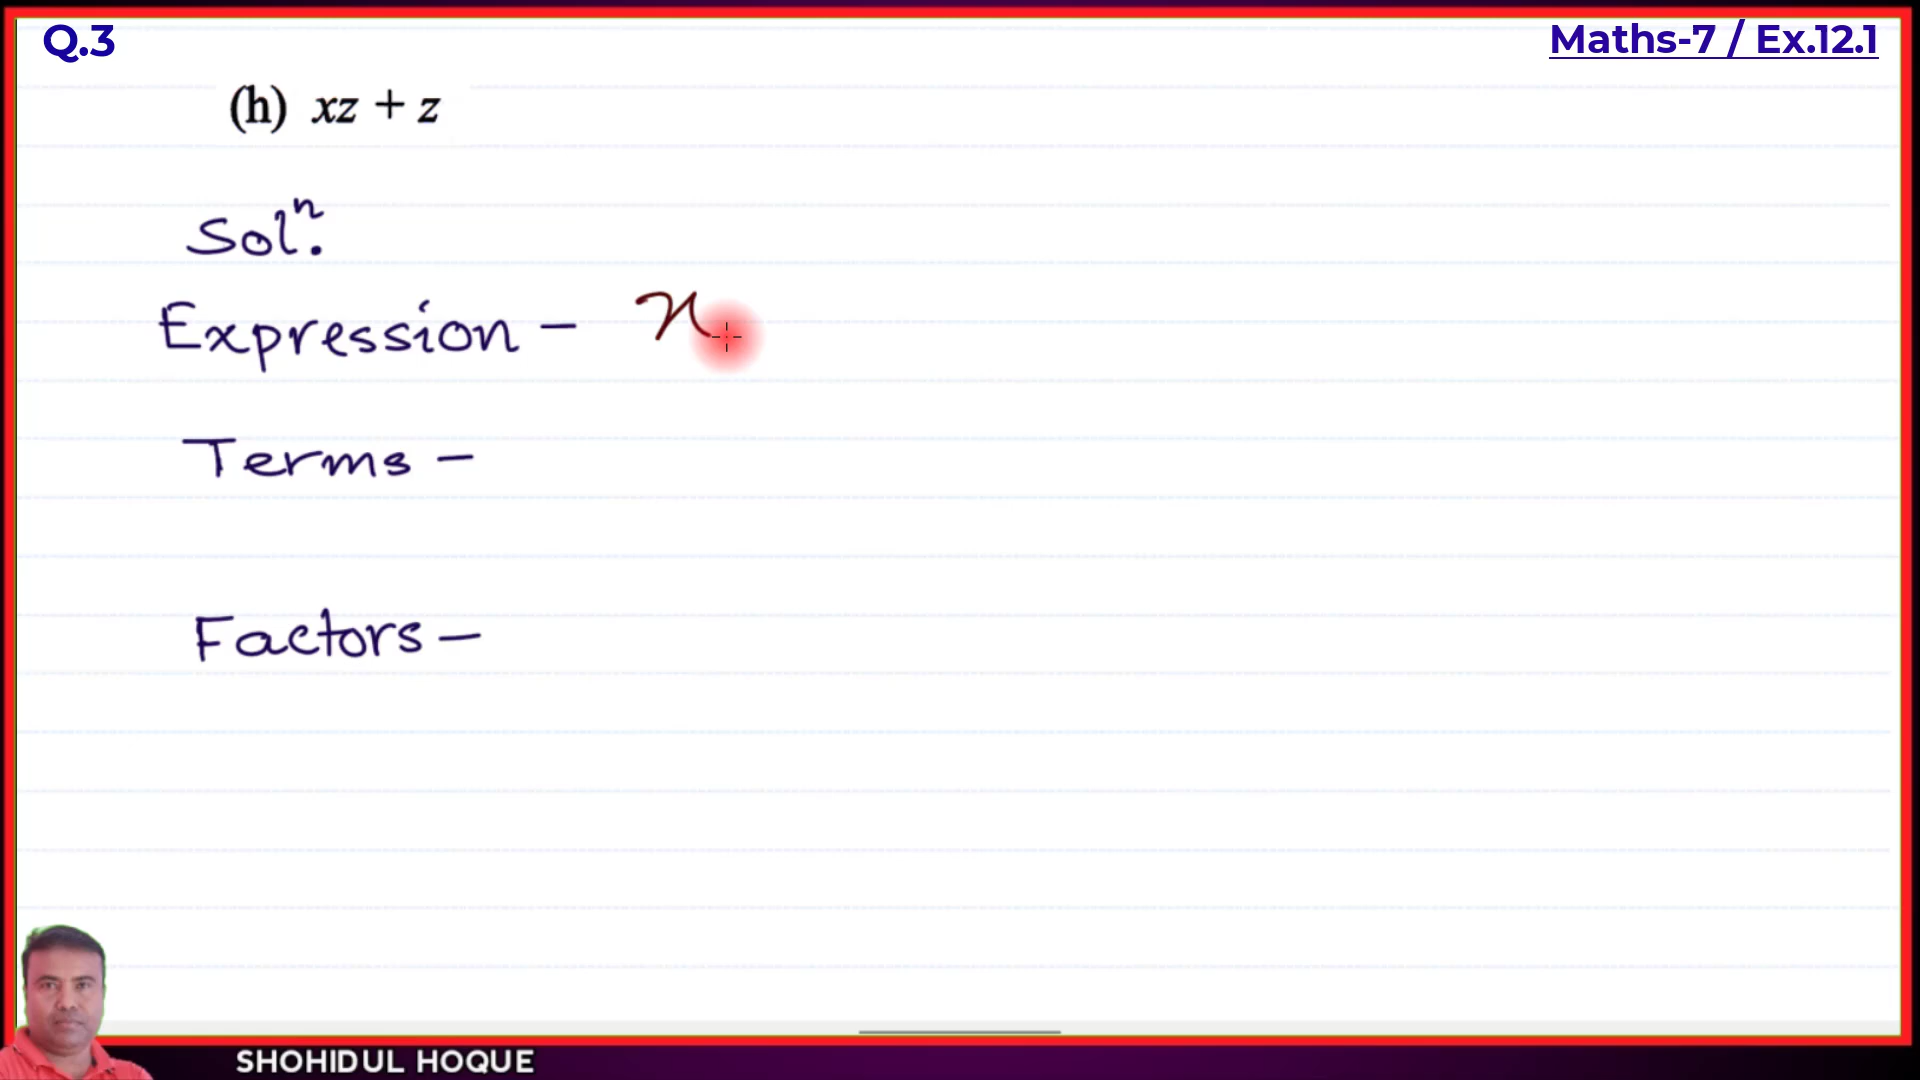 Q.3
Maths-7 / Ex.12.1
(h) xz + z
Solⁿ.
Expression – x
Terms –
Factors –
SHOHIDUL HOQUE